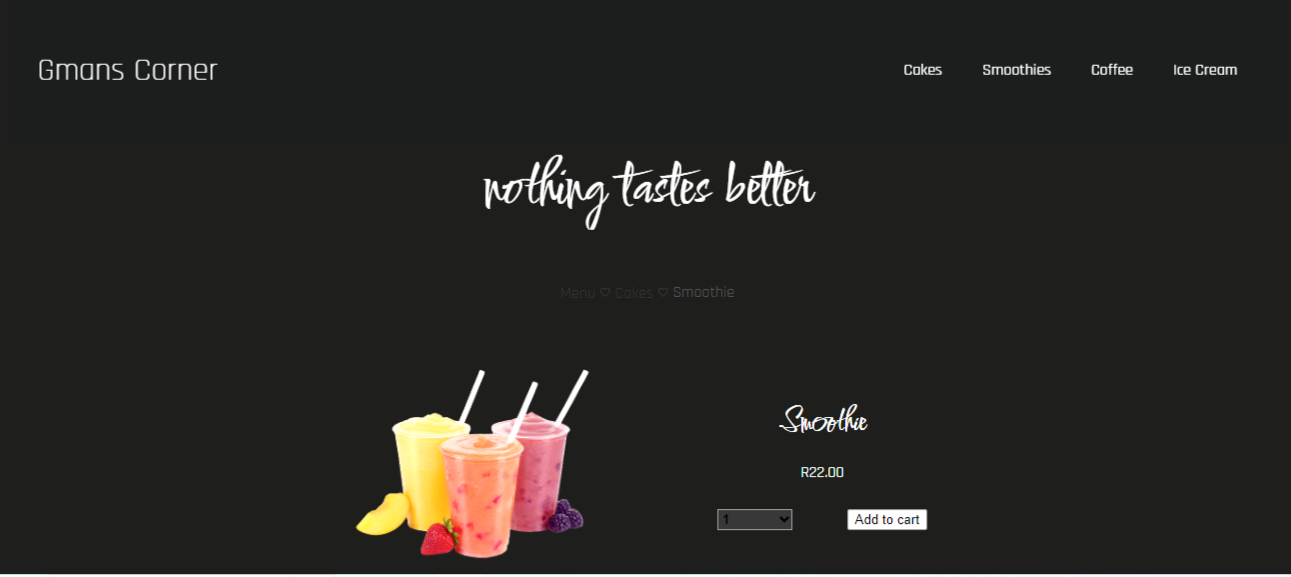 Gmans Corner
Cakes Smoothies Coffee Ice Cream
nothing tastes better
Menu ♡ Cakes ♡ Smoothie
Smoothie
R22.00
1 Add to cart